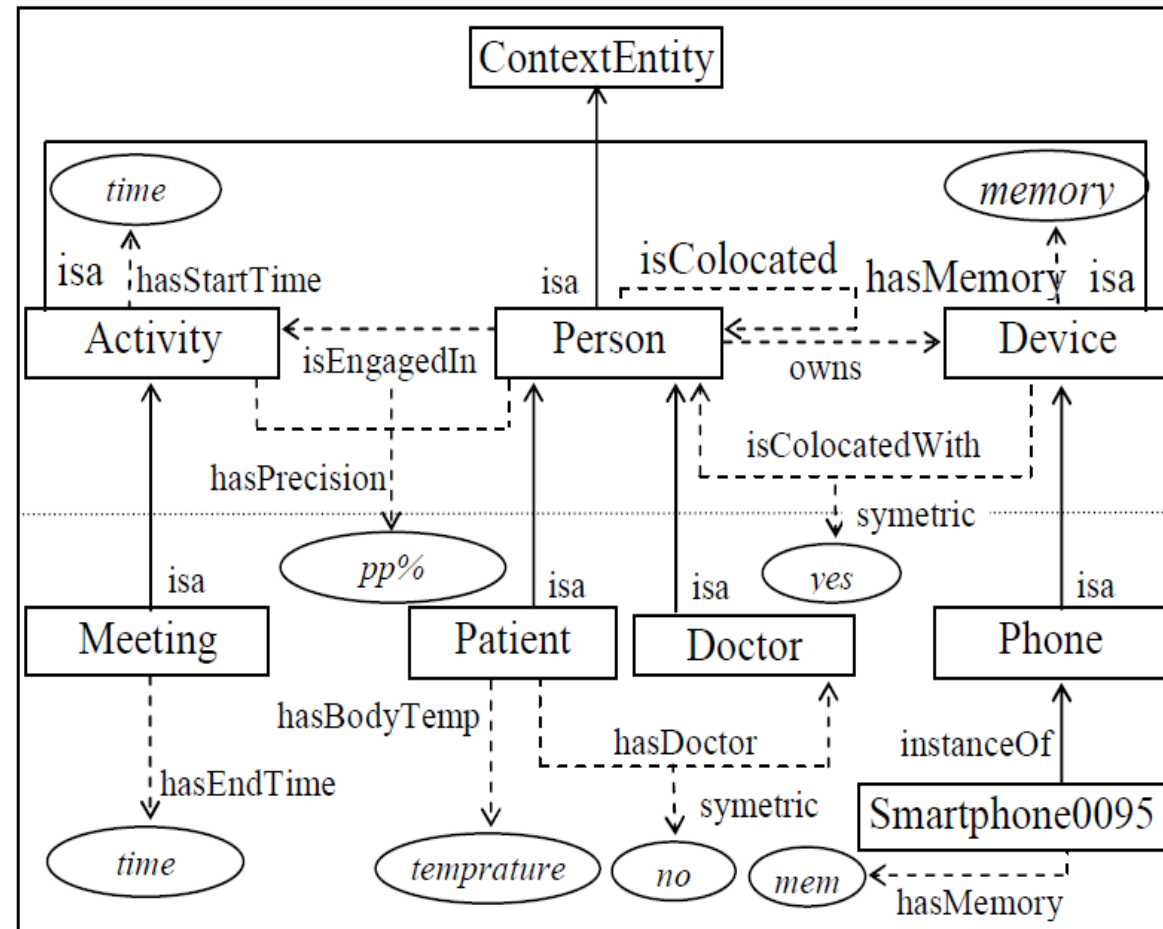 ContextEntity
time
memory
isa
hasStartTime
isa
isColocated
hasMemory
isa
Activity
isEngagedIn
Person
owns
Device
isColocatedWith
hasPrecision
symetric
pp%
yes
isa
isa
isa
isa
Meeting
Patient
Doctor
Phone
hasBodyTemp
hasDoctor
instanceOf
hasEndTime
symetric
Smartphone0095
time
temprature
no
mem
hasMemory